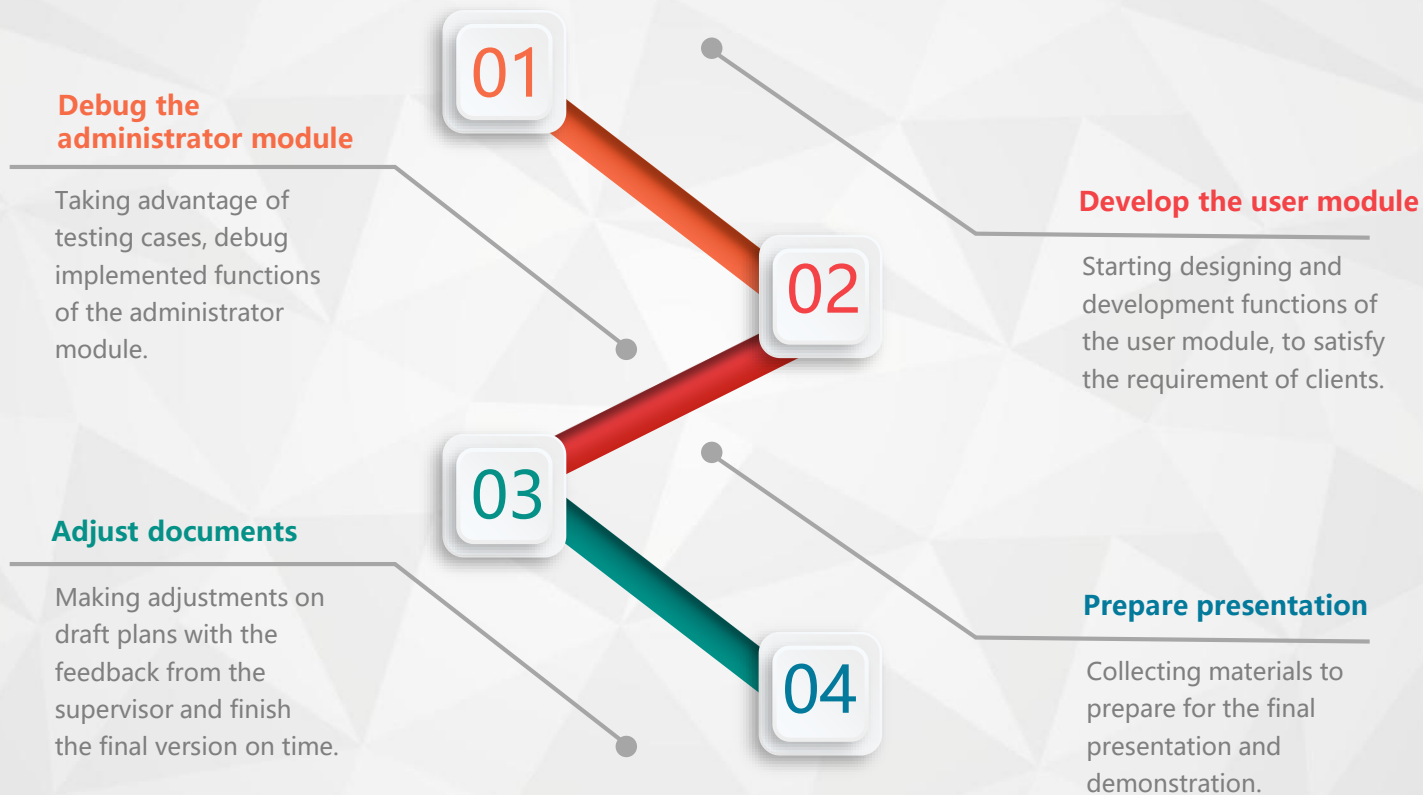 01
Debug the
administrator module
Taking advantage of
testing cases, debug
implemented functions
of the administrator
module.
02
Develop the user module
Starting designing and
development functions of
the user module, to satisfy
the requirement of clients.
03
Adjust documents
Making adjustments on
draft plans with the
feedback from the
supervisor and finish
the final version on time.
04
Prepare presentation
Collecting materials to
prepare for the final
presentation and
demonstration.